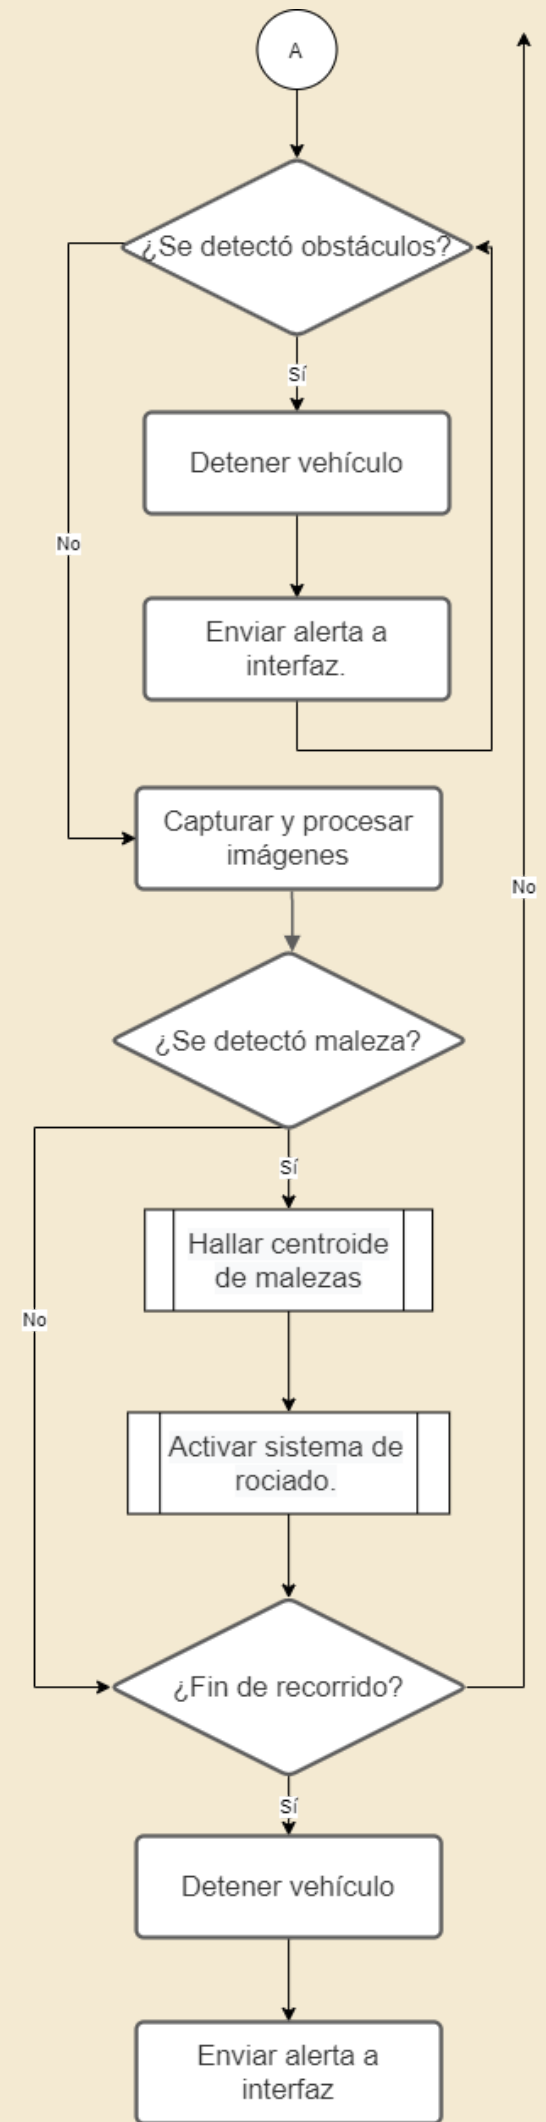 A
¿Se detectó obstáculos?
Sí
Detener vehículo
No
Enviar alerta a
interfaz.
Capturar y procesar
imágenes
No
¿Se detectó maleza?
Sí
Hallar centroide
de malezas
No
Activar sistema de
rociado.
¿Fin de recorrido?
Sí
Detener vehículo
Enviar alerta a
interfaz